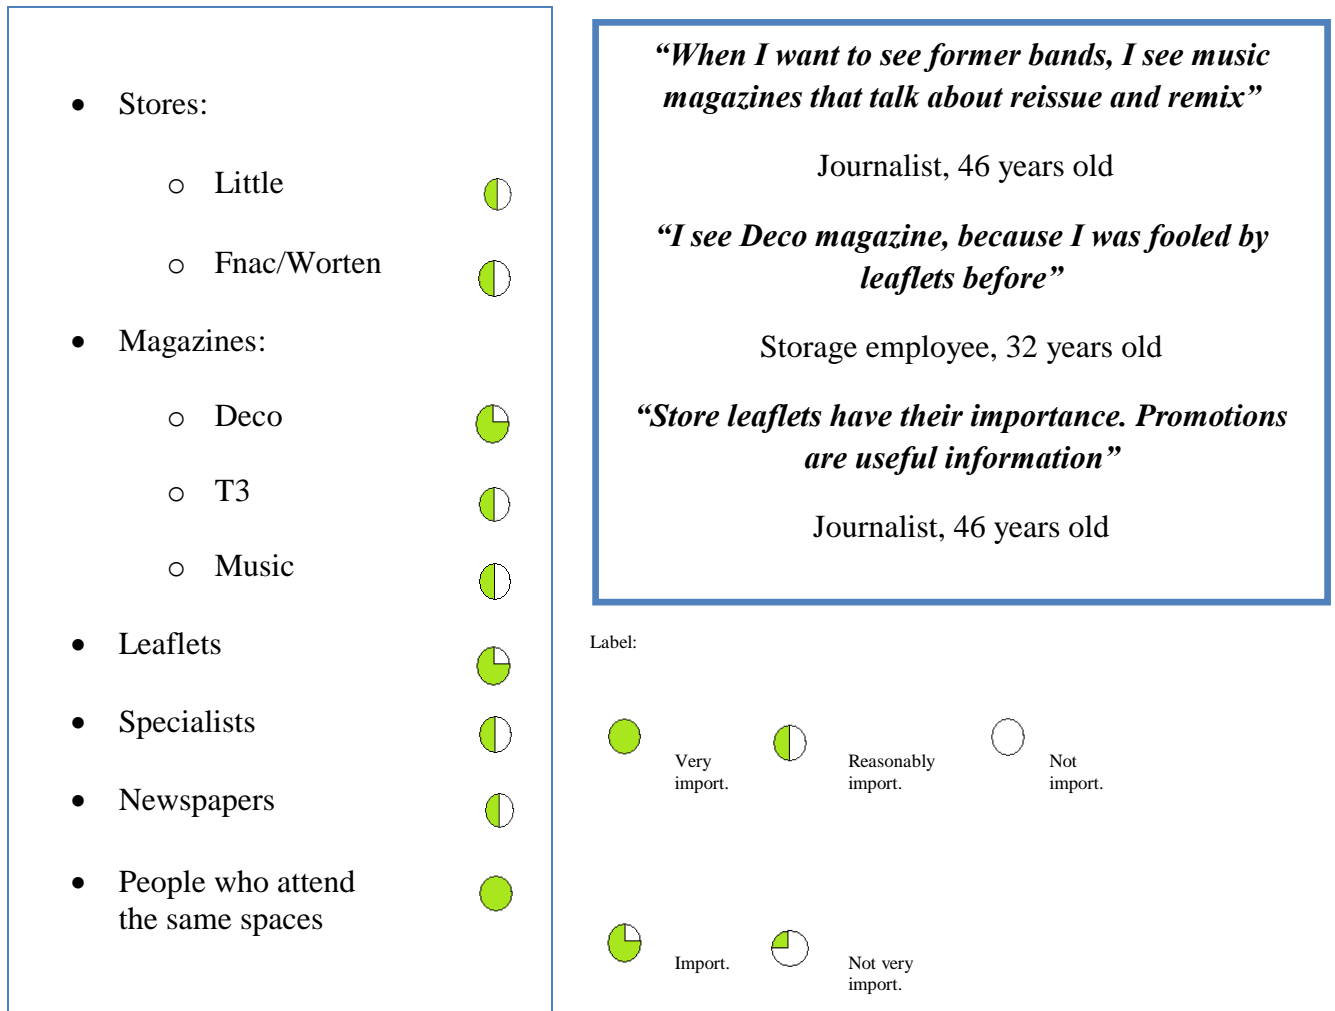 Stores:
Little
Fnac/Worten
Magazines:
Deco
T3
Music
Leaflets
Specialists
Newspapers
People who attend
the same spaces
“When I want to see former bands, I see music
magazines that talk about reissue and remix”
Journalist, 46 years old
“I see Deco magazine, because I was fooled by
leaflets before”
Storage employee, 32 years old
“Store leaflets have their importance. Promotions
are useful information”
Journalist, 46 years old
Label:
Very
import.
Reasonably
import.
Not
import.
Import.
Not very
import.